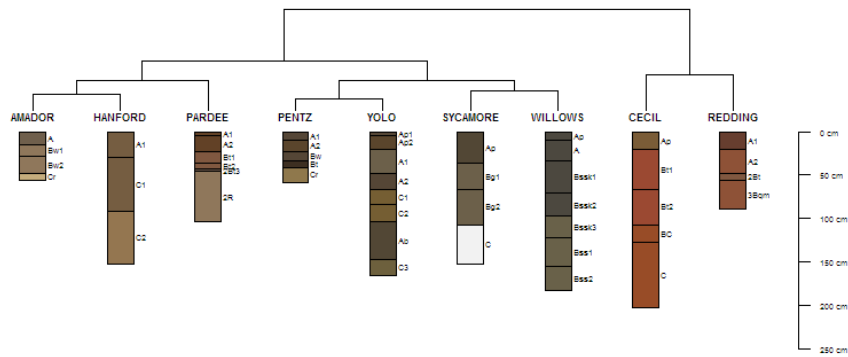 AMADOR HANFORD PARDEE PENTZ YOLO SYCAMORE WILLOWS CECIL REDDING
A
Bw1
Bw2
Cr
A1
C1
C2
A1
A2
Bt1
Bt2
2Bt3
2R
A1
A2
Bw
Bt
Cr
Ap1
Ap2
A1
A2
C1
C2
Ab
C3
Ap
Bg1
Bg2
C
Ap
A
Bssk1
Bssk2
Bssk3
Bss1
Bss2
Ap
Bt1
Bt2
BC
C
A1
A2
2Bt
3Bqm
0 cm
50 cm
100 cm
150 cm
200 cm
250 cm